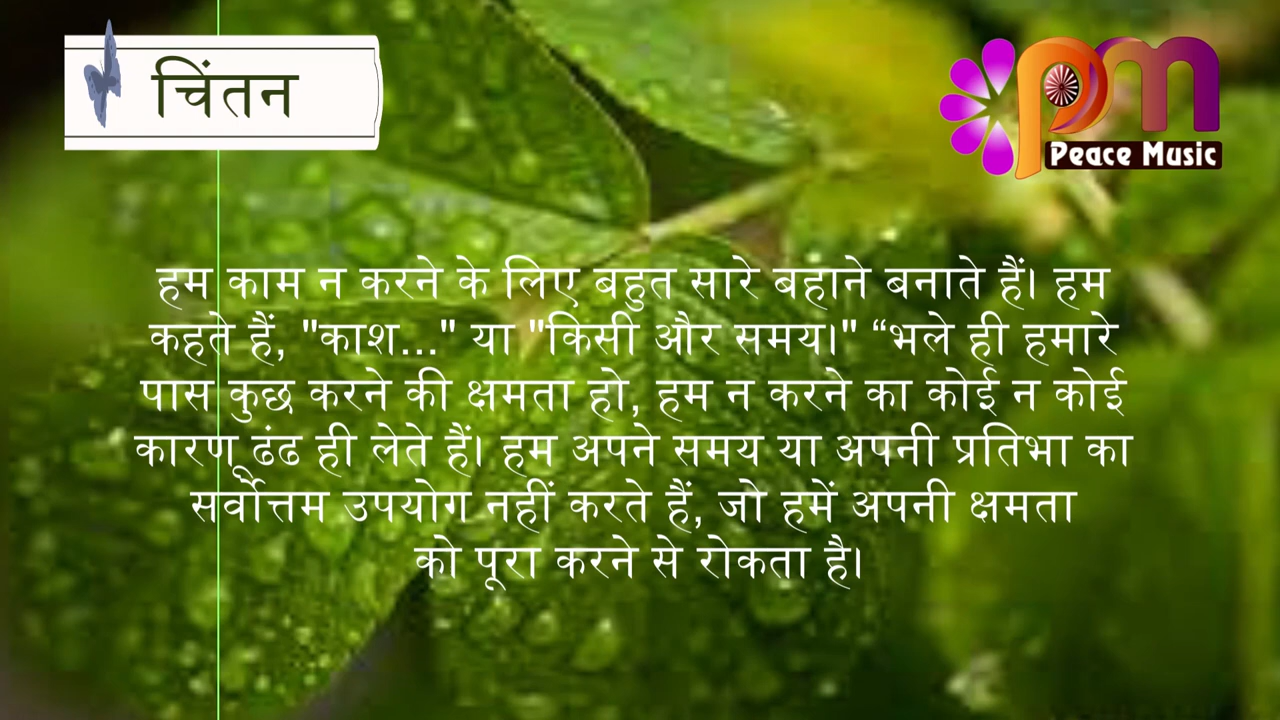 चिंतन
pm
Peace Music
हम काम न करने के लिए बहुत सारे बहाने बनाते हैं। हम
कहते हैं, "काश..." या "किसी और समय।" “भले ही हमारे
पास कुछ करने की क्षमता हो, हम न करने का कोई न कोई
कारण ढूंढ ही लेते हैं। हम अपने समय या अपनी प्रतिभा का
सर्वोत्तम उपयोग नहीं करते हैं, जो हमें अपनी क्षमता
को पूरा करने से रोकता है।